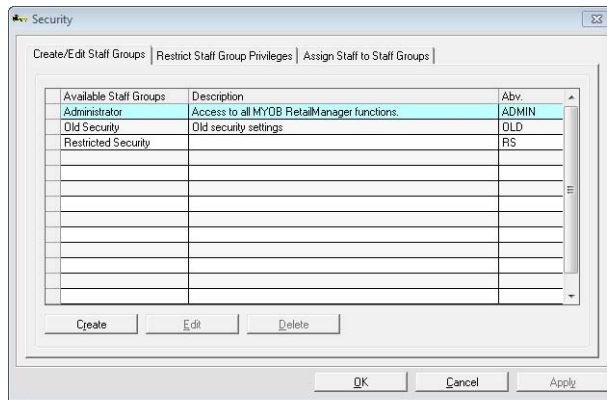 Security
Create/Edit Staff Groups Restrict Staff Group Privileges Assign Staff to Staff Groups
Available Staff Groups Description Abv.
Administrator Access to all MYOB RetailManager functions. ADMIN
Old Security Old security settings OLD
Restricted Security RS
Create Edit Delete
OK Cancel Apply